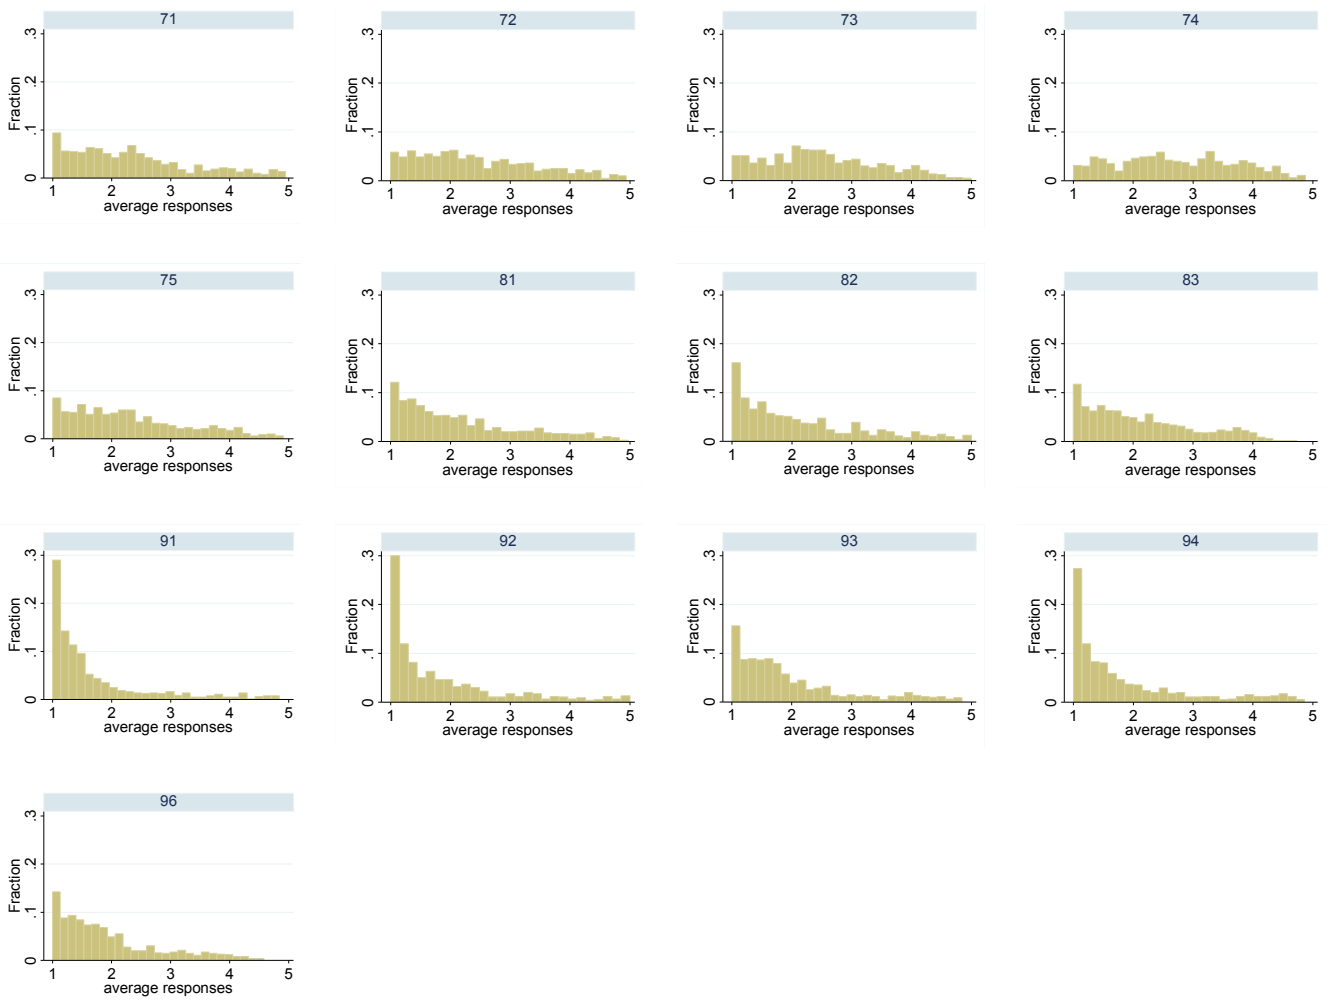 71
Fraction
0 .1 .2 .3
1 2 3 4 5
average responses
72
Fraction
0 .1 .2 .3
1 2 3 4 5
average responses
73
Fraction
0 .1 .2 .3
1 2 3 4 5
average responses
74
Fraction
0 .1 .2 .3
1 2 3 4 5
average responses
75
Fraction
0 .1 .2 .3
1 2 3 4 5
average responses
81
Fraction
0 .1 .2 .3
1 2 3 4 5
average responses
82
Fraction
0 .1 .2 .3
1 2 3 4 5
average responses
83
Fraction
0 .1 .2 .3
1 2 3 4 5
average responses
91
Fraction
0 .1 .2 .3
1 2 3 4 5
average responses
92
Fraction
0 .1 .2 .3
1 2 3 4 5
average responses
93
Fraction
0 .1 .2 .3
1 2 3 4 5
average responses
94
Fraction
0 .1 .2 .3
1 2 3 4 5
average responses
96
Fraction
0 .1 .2 .3
1 2 3 4 5
average responses